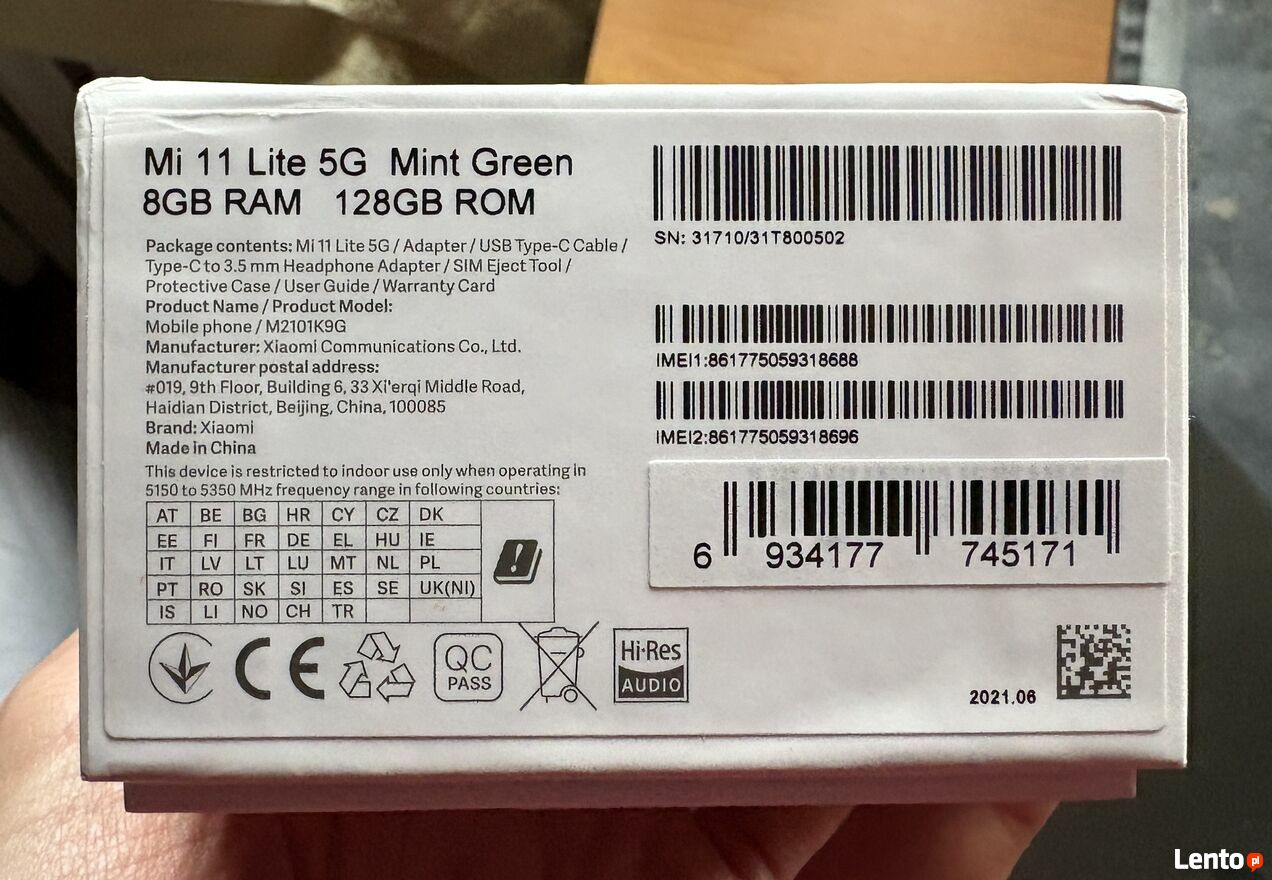 Mi 11 Lite 5G Mint Green
8GB RAM 128GB ROM
Package contents: Mi 11 Lite 5G / Adapter / USB Type-C Cable /
Type-C to 3.5 mm Headphone Adapter / SIM Eject Tool /
Protective Case / User Guide / Warranty Card
Product Name / Product Model:
Mobile phone / M2101K9G
Manufacturer: Xiaomi Communications Co., Ltd.
Manufacturer postal address:
#019, 9th Floor, Building 6, 33 Xi'erqi Middle Road,
Haidian District, Beijing, China, 100085
Brand: Xiaomi
Made in China
This device is restricted to indoor use only when operating in
5150 to 5350 MHz frequency range in following countries:
AT BE BG HR CY CZ DK
EE FI FR DE EL HU IE
IT LV LT LU MT NL PL
PT RO SK SI ES SE UK(NI)
IS LI NO CH TR
CE
QC
PASS
Hi-Res
AUDIO
SN: 31710/31T800502
IMEI1:861775059318688
IMEI2:861775059318696
6 934177 745171
2021.06
Lento pl